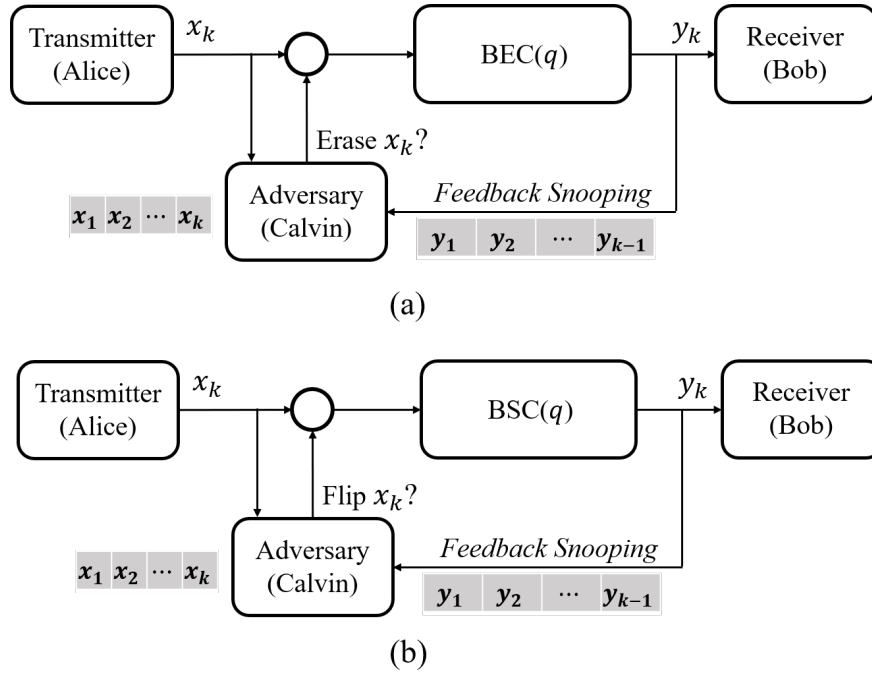 Transmitter
(Alice)
x_k
BEC(q)
y_k
Receiver
(Bob)
Erase x_k?
Adversary
(Calvin)
Feedback Snooping
x_1 x_2 ⋯ x_k
y_1 y_2 ⋯ y_{k−1}
(a)
Transmitter
(Alice)
x_k
BSC(q)
y_k
Receiver
(Bob)
Flip x_k?
Adversary
(Calvin)
Feedback Snooping
x_1 x_2 ⋯ x_k
y_1 y_2 ⋯ y_{k−1}
(b)